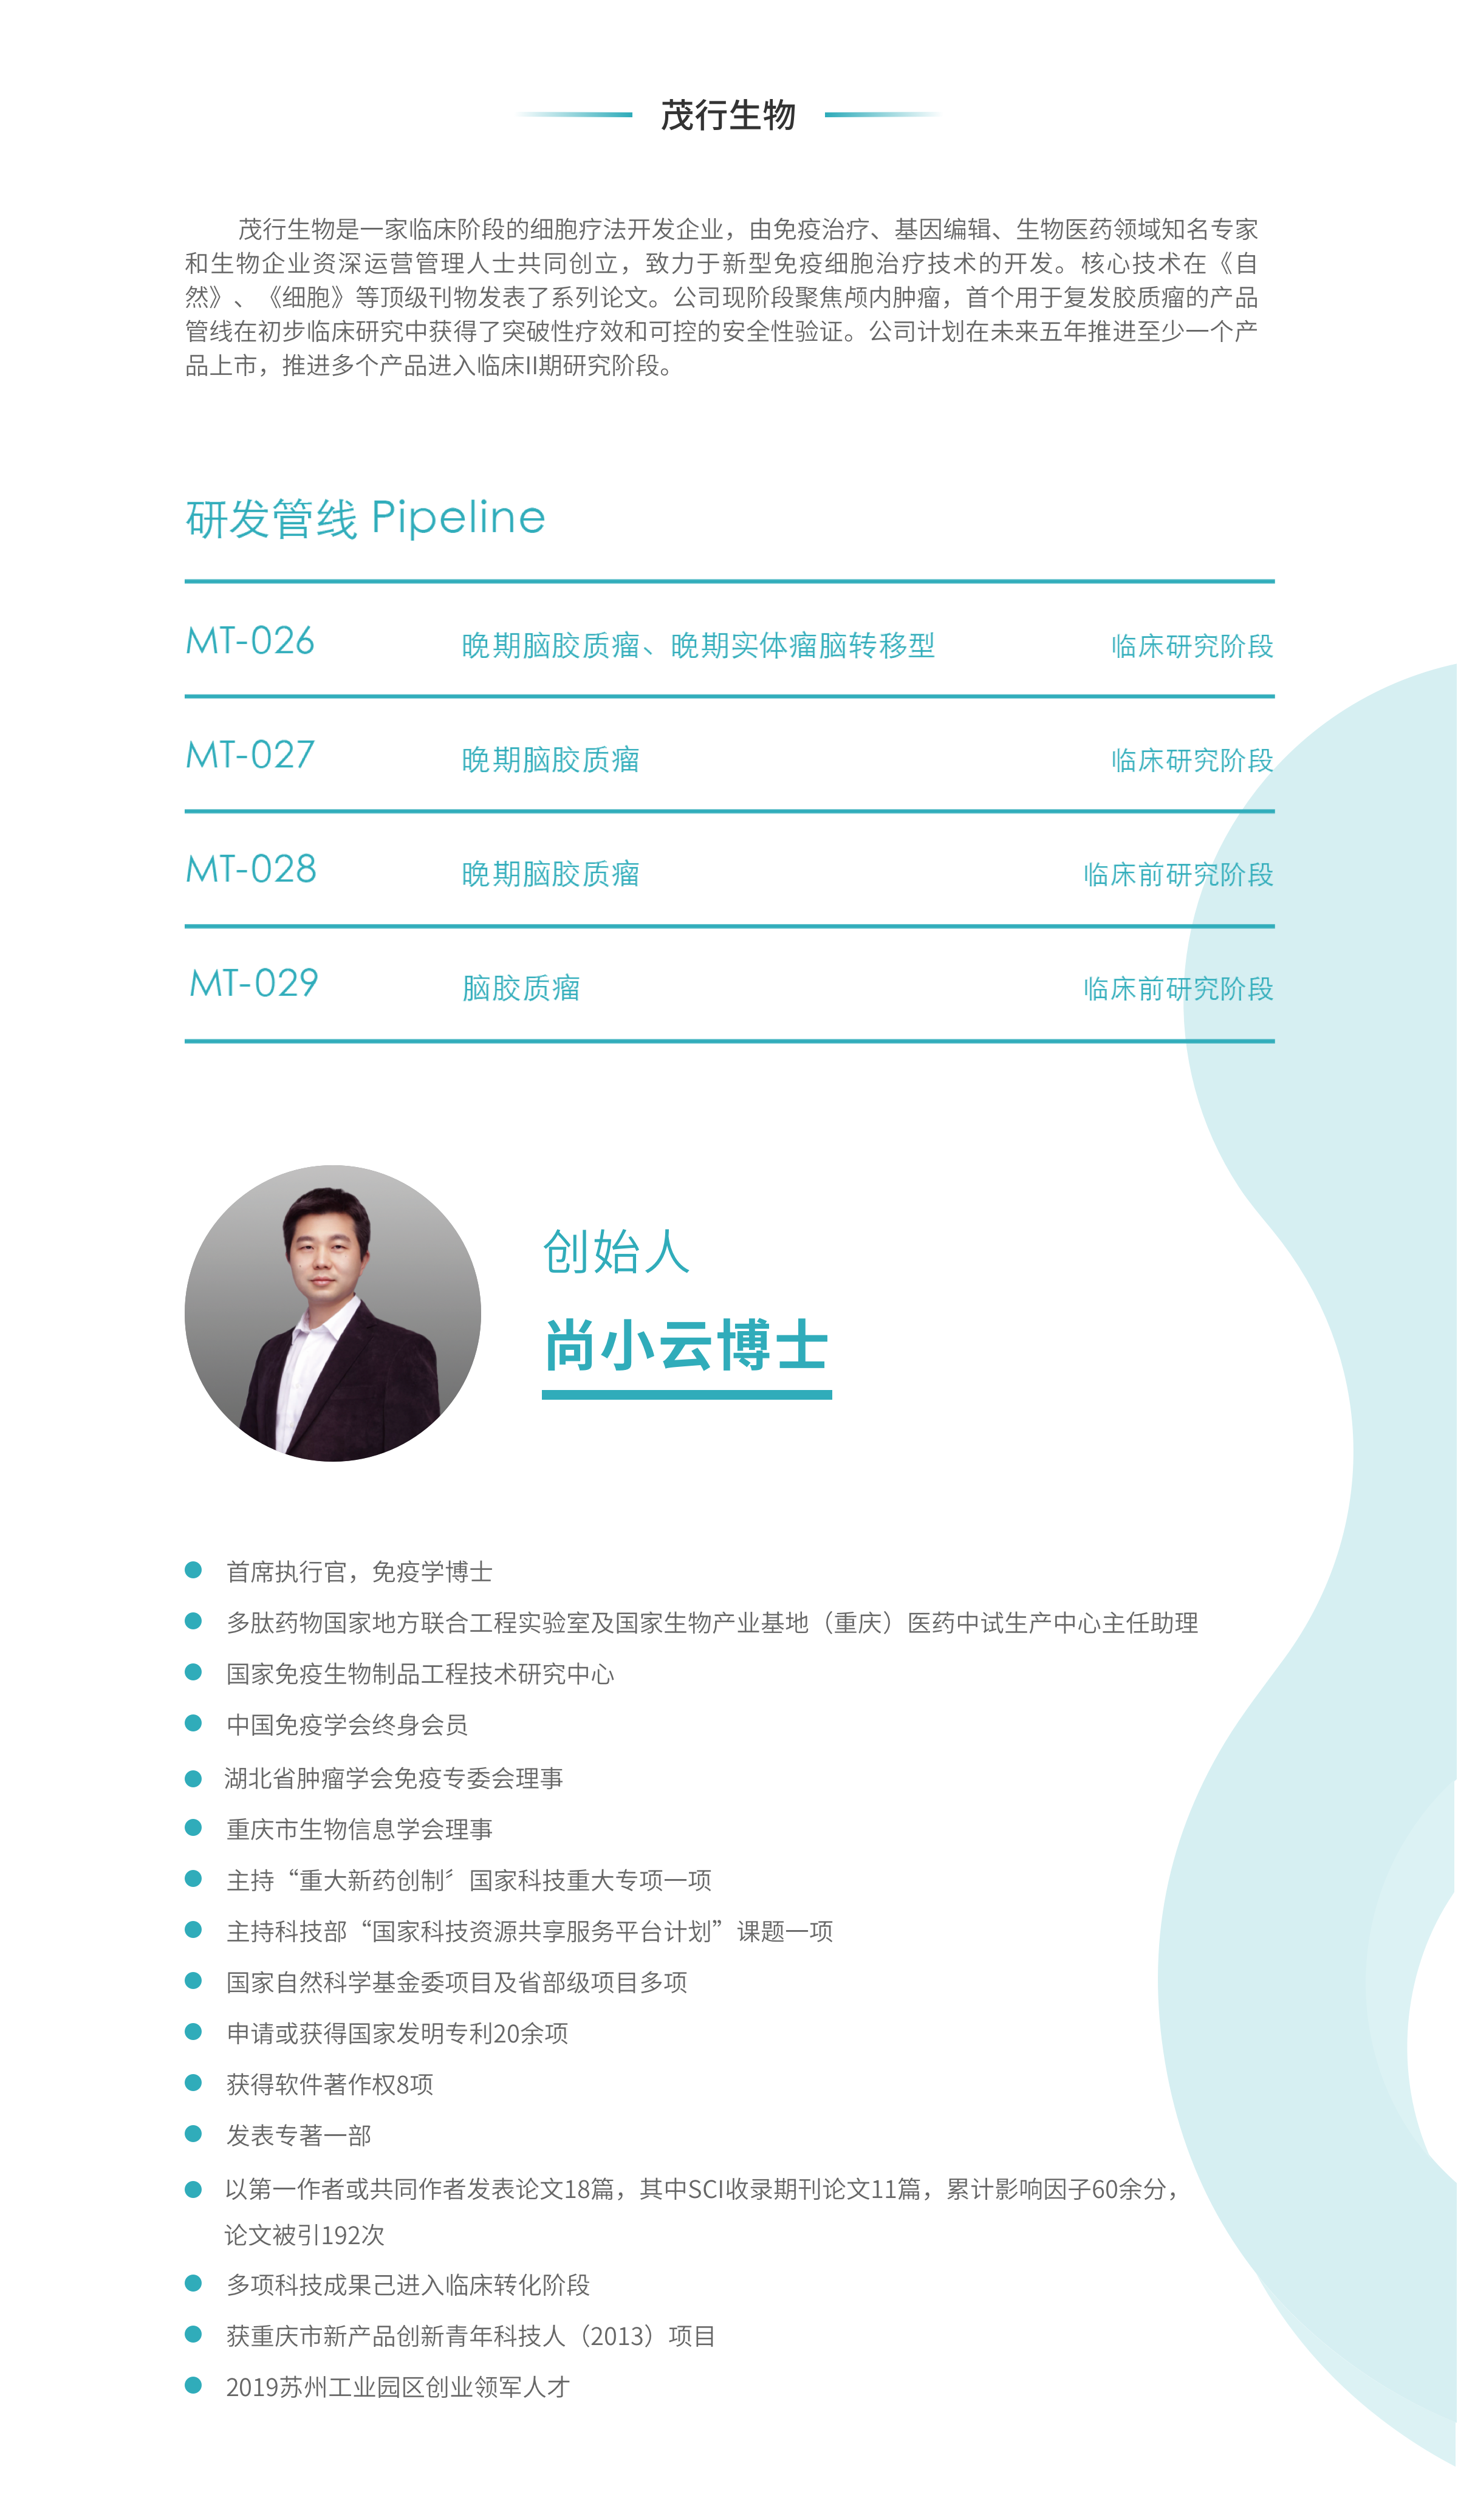 茂行生物
茂行生物是一家临床阶段的细胞疗法开发企业，由免疫治疗、基因编辑、生物医药领域知名专家
和生物企业资深运营管理人士共同创立，致力于新型免疫细胞治疗技术的开发。核心技术在《自
然》、《细胞》等顶级刊物发表了系列论文。公司现阶段聚焦颅内肿瘤，首个用于复发胶质瘤的产品
管线在初步临床研究中获得了突破性疗效和可控的安全性验证。公司计划在未来五年推进至少一个产
品上市，推进多个产品进入临床II期研究阶段。
研发管线 Pipeline
MT-026 晚期脑胶质瘤、晚期实体瘤脑转移型 临床研究阶段
MT-027 晚期脑胶质瘤 临床研究阶段
MT-028 晚期脑胶质瘤 临床前研究阶段
MT-029 脑胶质瘤 临床前研究阶段
创始人
尚小云博士
首席执行官，免疫学博士
多肽药物国家地方联合工程实验室及国家生物产业基地（重庆）医药中试生产中心主任助理
国家免疫生物制品工程技术研究中心
中国免疫学会终身会员
湖北省肿瘤学会免疫专委会理事
重庆市生物信息学会理事
主持“重大新药创制〞国家科技重大专项一项
主持科技部“国家科技资源共享服务平台计划”课题一项
国家自然科学基金委项目及省部级项目多项
申请或获得国家发明专利20余项
获得软件著作权8项
发表专著一部
以第一作者或共同作者发表论文18篇，其中SCI收录期刊论文11篇，累计影响因子60余分，
论文被引192次
多项科技成果己进入临床转化阶段
获重庆市新产品创新青年科技人（2013）项目
2019苏州工业园区创业领军人才